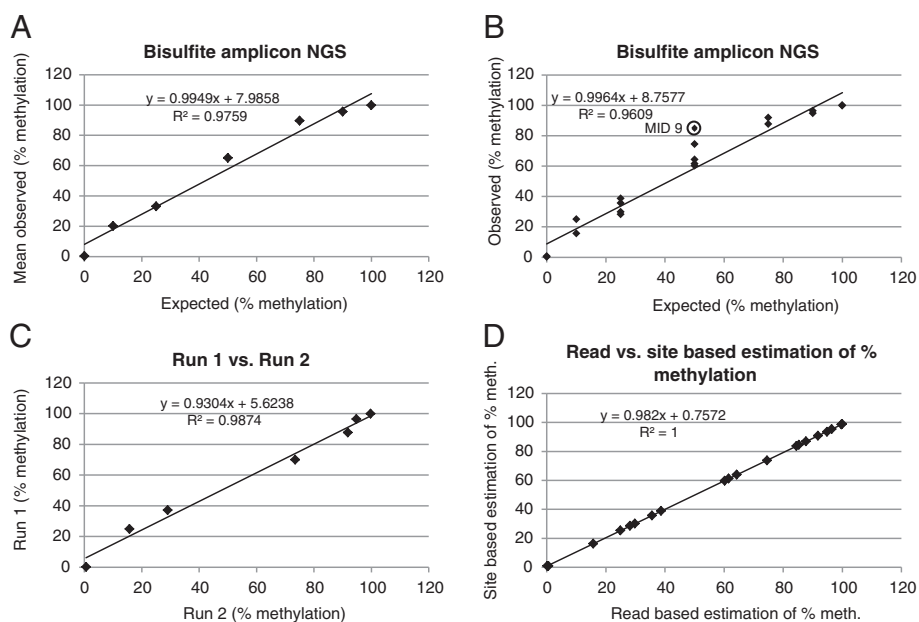 A
Bisulfite amplicon NGS
Mean observed (% methylation)
120
100
80
60
40
20
0
y = 0.9949x + 7.9858
R² = 0.9759
0 20 40 60 80 100 120
Expected (% methylation)
B
Bisulfite amplicon NGS
Observed (% methylation)
120
100
80
60
40
20
0
y = 0.9964x + 8.7577
R² = 0.9609
MID 9
0 20 40 60 80 100 120
Expected (% methylation)
C
Run 1 vs. Run 2
Run 1 (% methylation)
120
100
80
60
40
20
0
y = 0.9304x + 5.6238
R² = 0.9874
0 20 40 60 80 100 120
Run 2 (% methylation)
D
Read vs. site based estimation of %
methylation
Site based estimation of % meth.
120
100
80
60
40
20
0
y = 0.982x + 0.7572
R² = 1
0 20 40 60 80 100 120
Read based estimation of % meth.